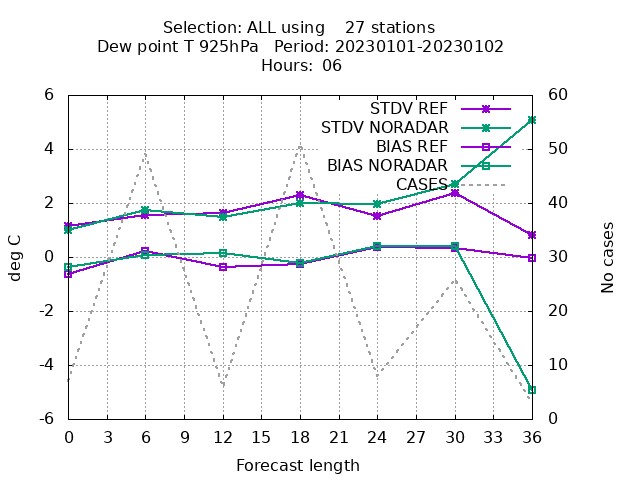 Selection: ALL using    27 stations
Dew point T 925hPa   Period: 20230101-20230102
Hours:  06
STDV REF
STDV NORADAR
BIAS REF
BIAS NORADAR
CASES
6
4
2
0
-2
-4
-6
deg C
60
50
40
30
20
10
0
No cases
0 3 6 9 12 15 18 21 24 27 30 33 36
Forecast length